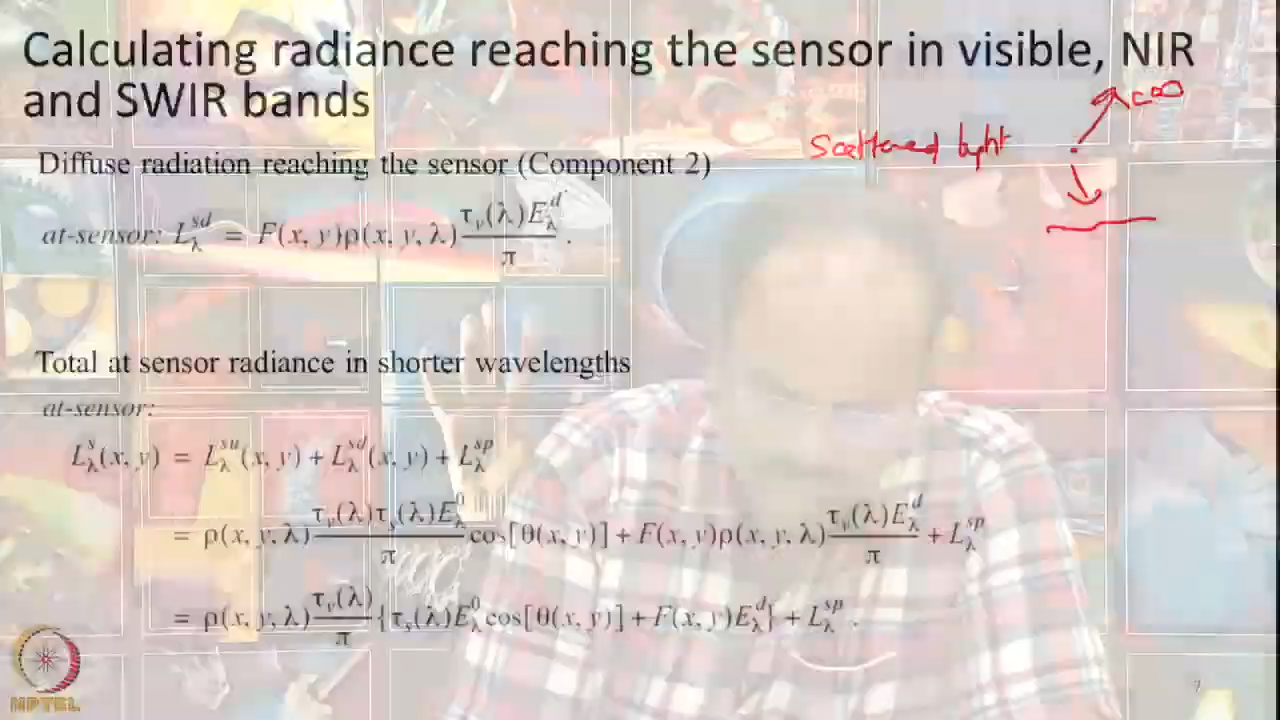 Calculating radiance reaching the sensor in visible, NIR
and SWIR bands
Scattered light
Diffuse radiation reaching the sensor (Component 2)
at-sensor: L_λ^{sd} = F(x, y)ρ(x, y, λ) τ_v(λ)E_λ^d / π .
Total at sensor radiance in shorter wavelengths
at-sensor:
L_λ^s(x, y) = L_λ^{su}(x, y) + L_λ^{sd}(x, y) + L_λ^{sp}
= ρ(x, y, λ) τ_v(λ)τ_s(λ)E_λ^0 / π cos[θ(x, y)] + F(x, y)ρ(x, y, λ) τ_v(λ)E_λ^d / π + L_λ^{sp}
= ρ(x, y, λ) τ_v(λ) / π {τ_s(λ)E_λ^0 cos[θ(x, y)] + F(x, y)E_λ^d} + L_λ^{sp} .
NPTEL
7